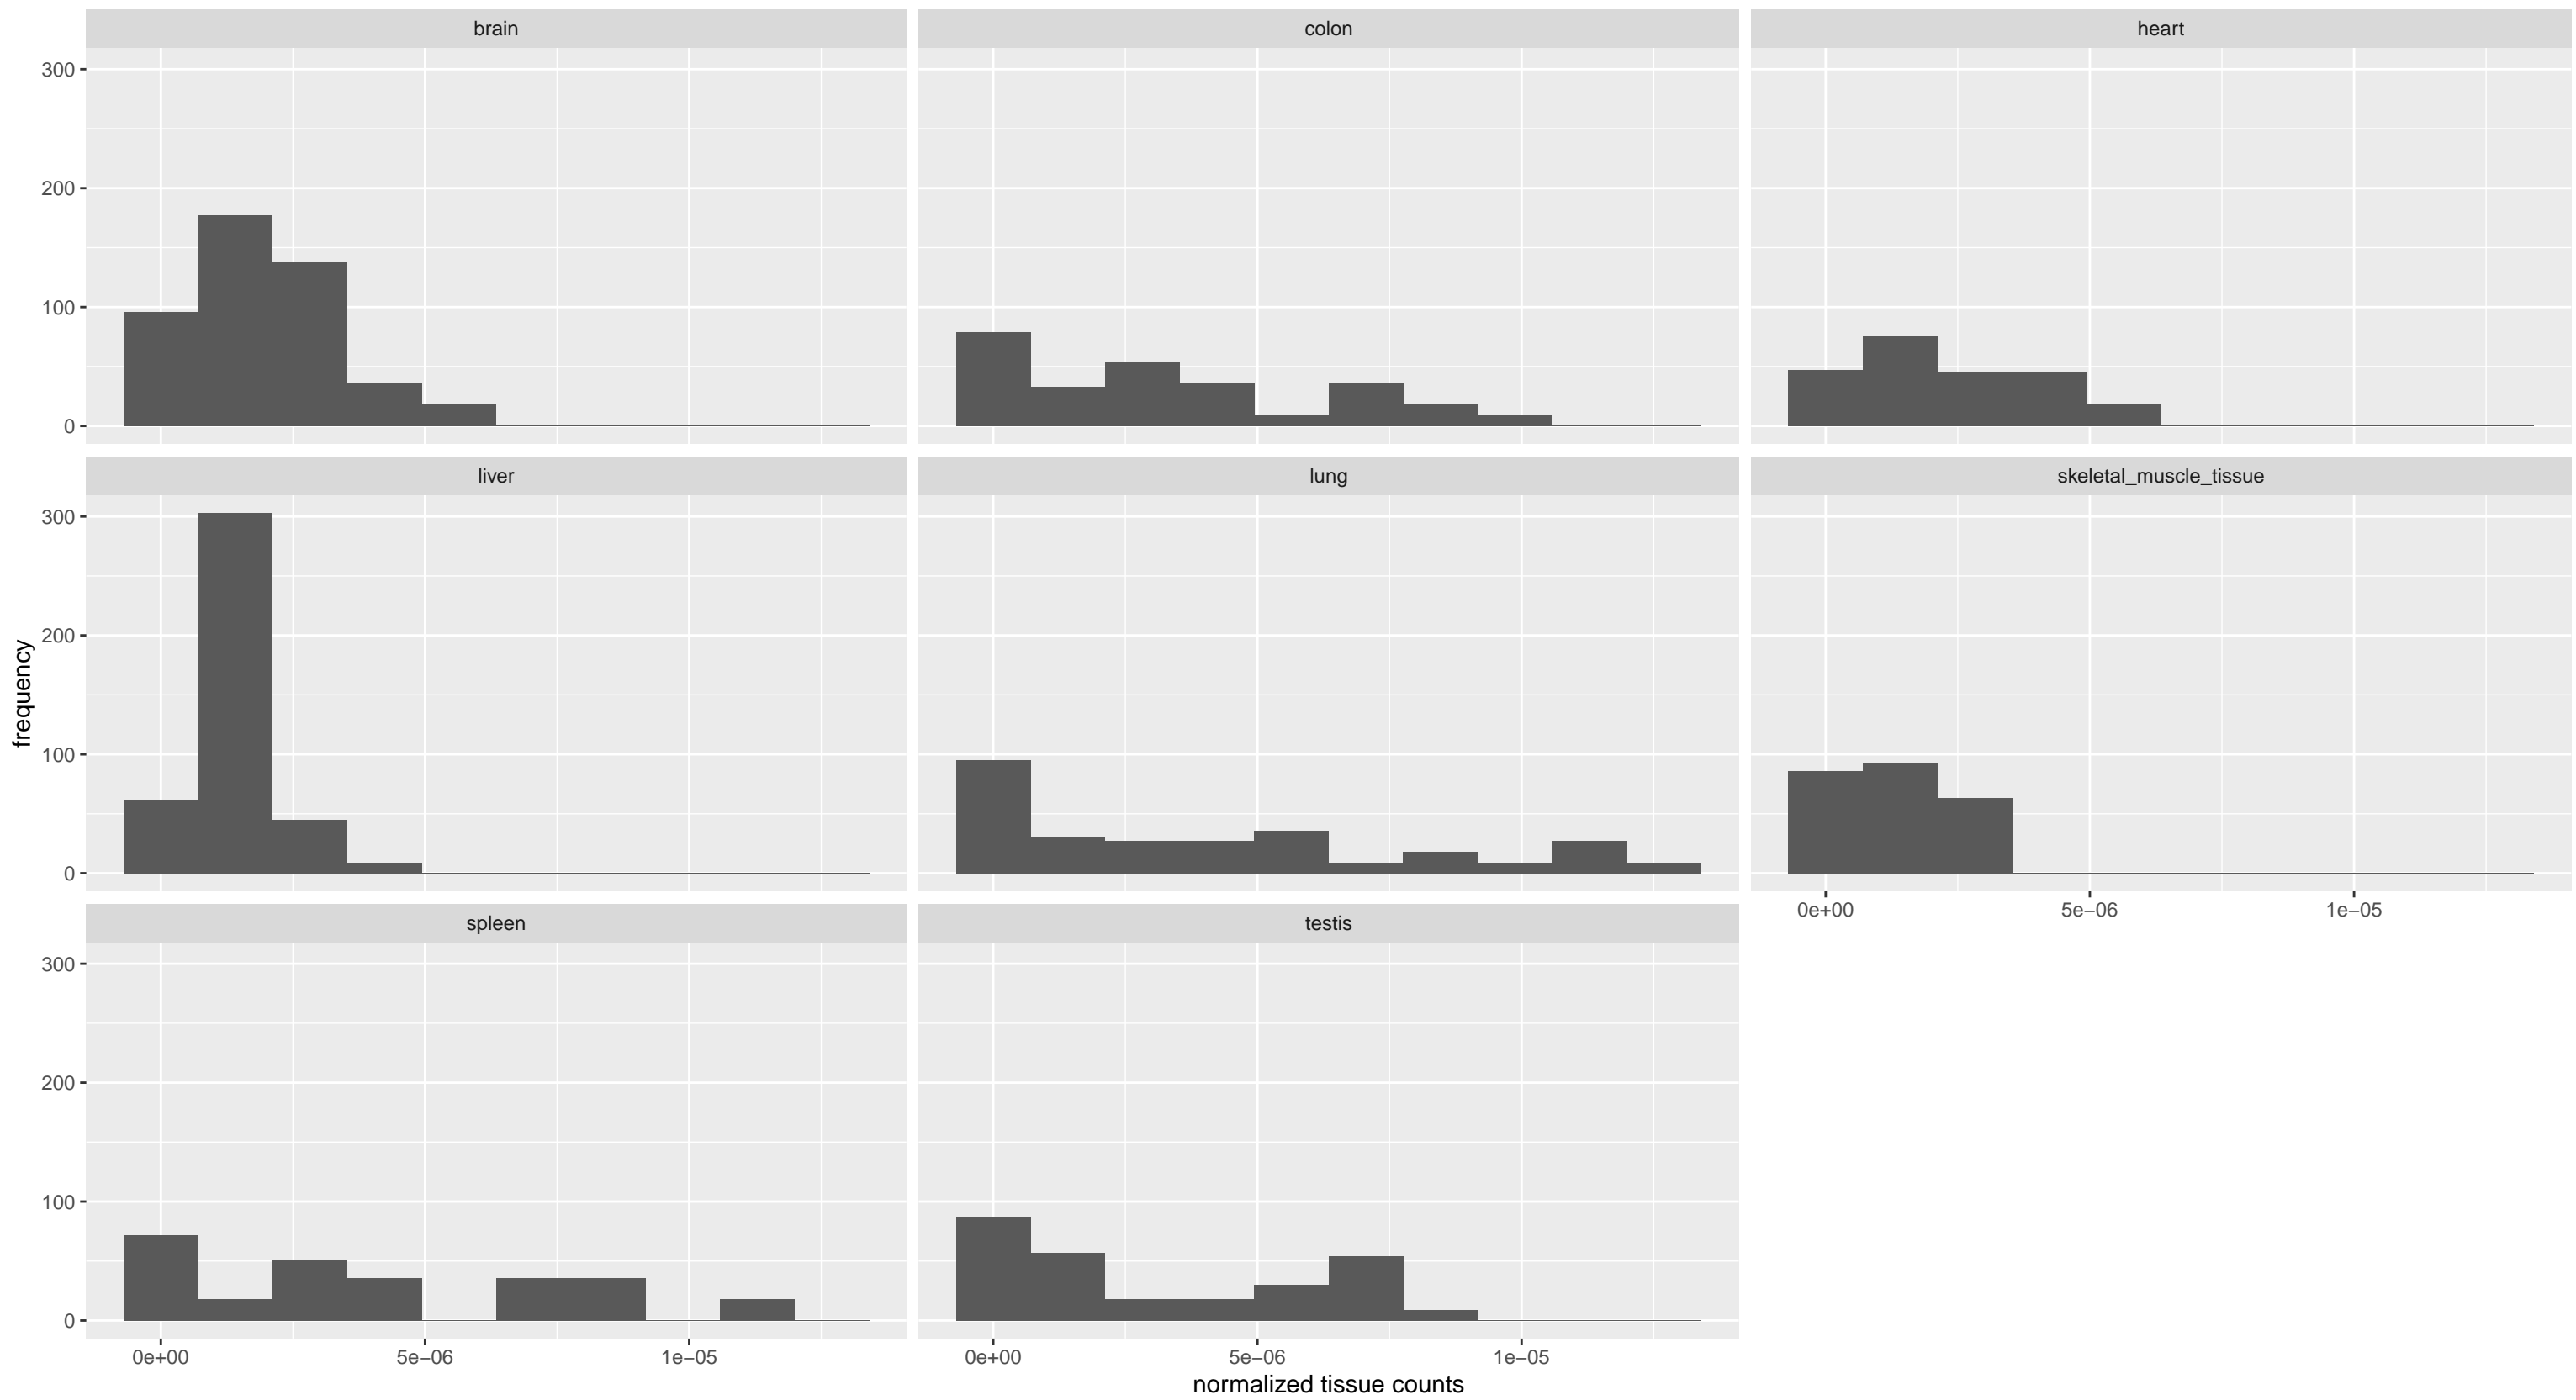 brain
colon
heart
300
200
100
0
liver
lung
skeletal_muscle_tissue
300
200
100
0
0e+00
5e−06
1e−05
spleen
testis
300
200
100
0
0e+00
5e−06
1e−05
0e+00
5e−06
1e−05
normalized tissue counts
frequency